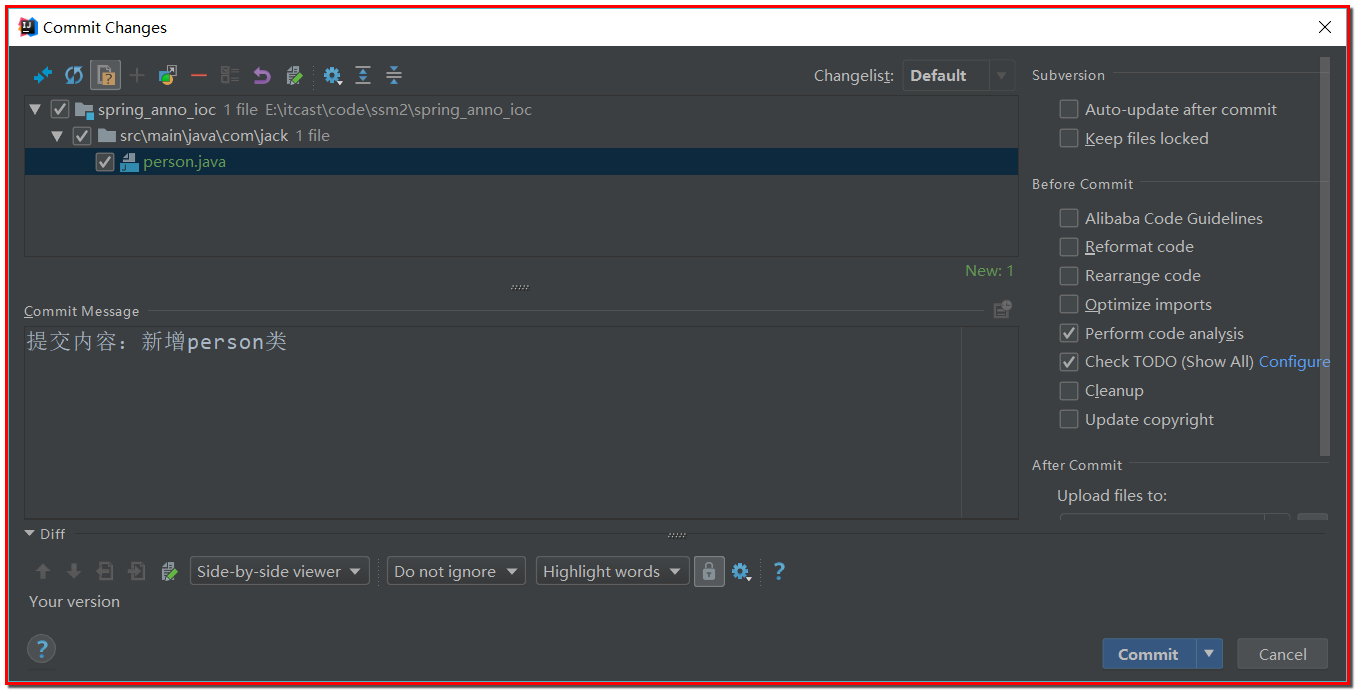 Commit Changes
Changelist: Default
spring_anno_ioc 1 file E:\itcast\code\ssm2\spring_anno_ioc
src\main\java\com\jack 1 file
person.java
New: 1
Commit Message
提交内容：新增person类
Subversion
Auto-update after commit
Keep files locked
Before Commit
Alibaba Code Guidelines
Reformat code
Rearrange code
Optimize imports
Perform code analysis
Check TODO (Show All) Configure
Cleanup
Update copyright
After Commit
Upload files to:
Diff
Side-by-side viewer Do not ignore Highlight words ?
Your version
? Commit Cancel